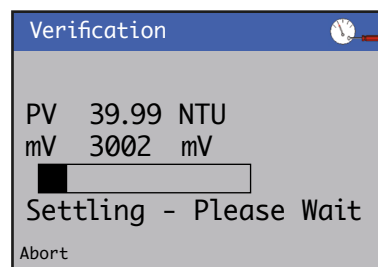 Verification
PV 39.99 NTU
mV 3002 mV
Settling - Please Wait
Abort